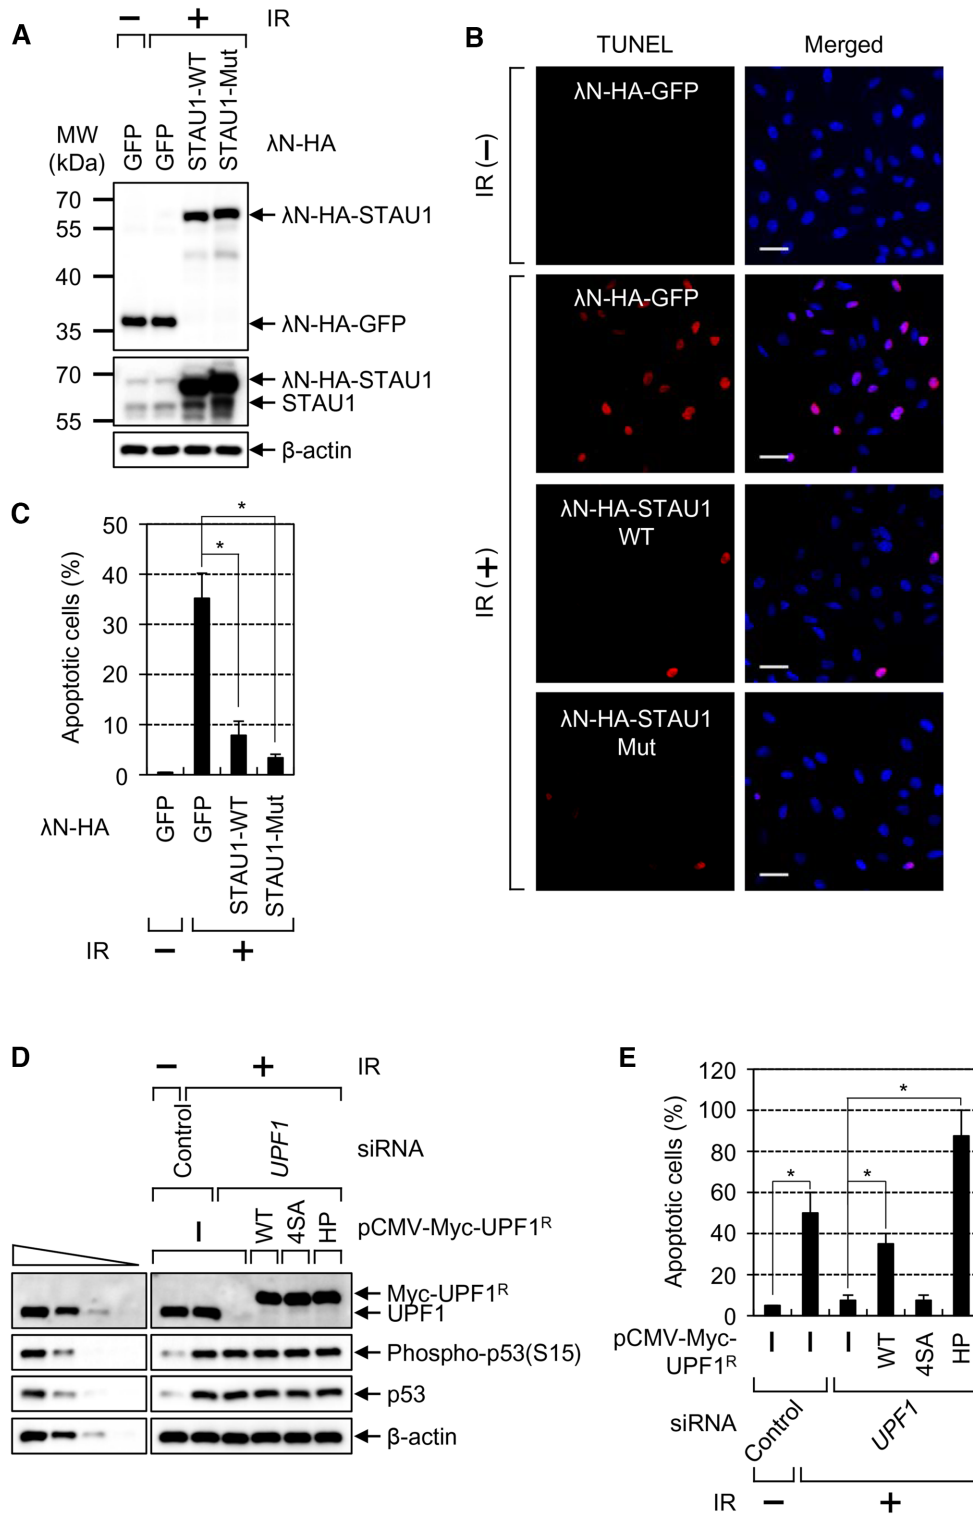 A
− + IR
GFP GFP STAU1-WT STAU1-Mut λN-HA
MW
(kDa)
70
55
40
35
λN-HA-STAU1
λN-HA-GFP
70
55
λN-HA-STAU1
STAU1
β-actin
B
TUNEL Merged
IR (−)
λN-HA-GFP
IR (+)
λN-HA-GFP
λN-HA-STAU1
WT
λN-HA-STAU1
Mut
C
Apoptotic cells (%)
50
40
30
20
10
0
* *
λN-HA GFP GFP STAU1-WT STAU1-Mut
IR − +
D
− + IR
Control UPF1 siRNA
− WT 4SA HP pCMV-Myc-UPF1ᴿ
Myc-UPF1ᴿ
UPF1
Phospho-p53(S15)
p53
β-actin
E
Apoptotic cells (%)
120
100
80
60
40
20
0
* * *
pCMV-Myc-
UPF1ᴿ
− − − WT 4SA HP
siRNA Control UPF1
IR − +